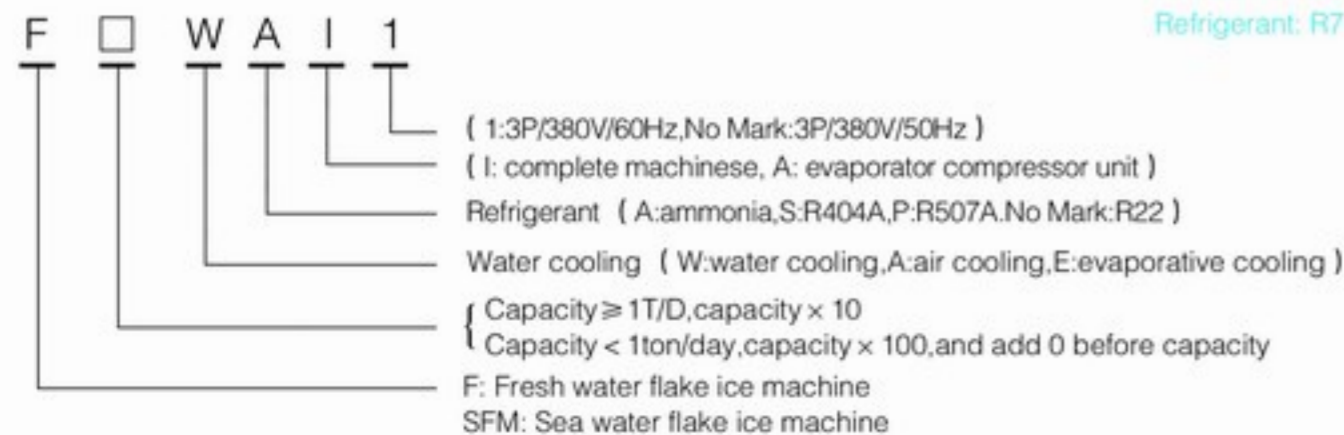 F □ W A I 1
Refrigerant: R7
( 1:3P/380V/60Hz,No Mark:3P/380V/50Hz )
( I: complete machinese, A: evaporator compressor unit )
Refrigerant ( A:ammonia,S:R404A,P:R507A.No Mark:R22 )
Water cooling ( W:water cooling,A:air cooling,E:evaporative cooling )
Capacity≥1T/D,capacity × 10
Capacity < 1ton/day,capacity × 100,and add 0 before capacity
F: Fresh water flake ice machine
SFM: Sea water flake ice machine